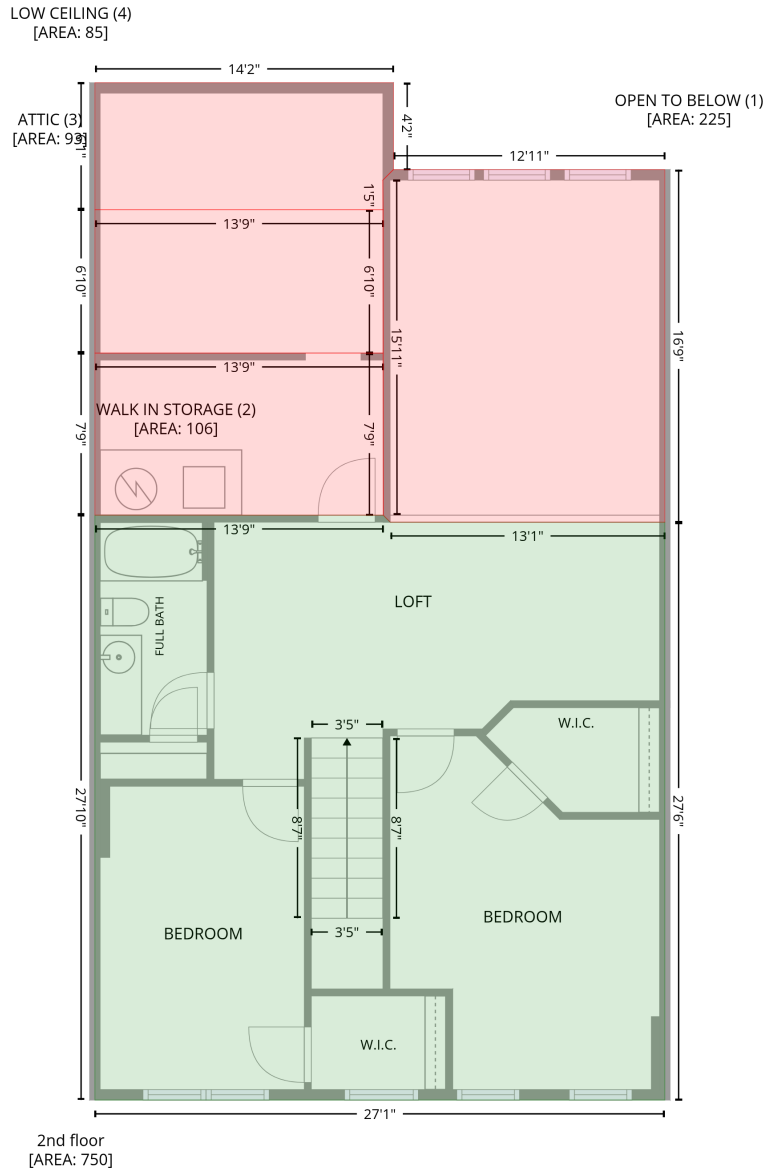 LOW CEILING (4)
[AREA: 85]
14'2"
OPEN TO BELOW (1)
[AREA: 225]
ATTIC (3)
[AREA: 93]
4'2"
12'11"
1'5"
13'9"
6'10"
6'10"
15'11"
16'9"
13'9"
WALK IN STORAGE (2)
[AREA: 106]
7'9"
7'9"
13'9"
13'1"
LOFT
FULL BATH
3'5"
W.I.C.
27'10"
8'7"
8'7"
27'6"
BEDROOM
BEDROOM
3'5"
W.I.C.
27'1"
2nd floor
[AREA: 750]